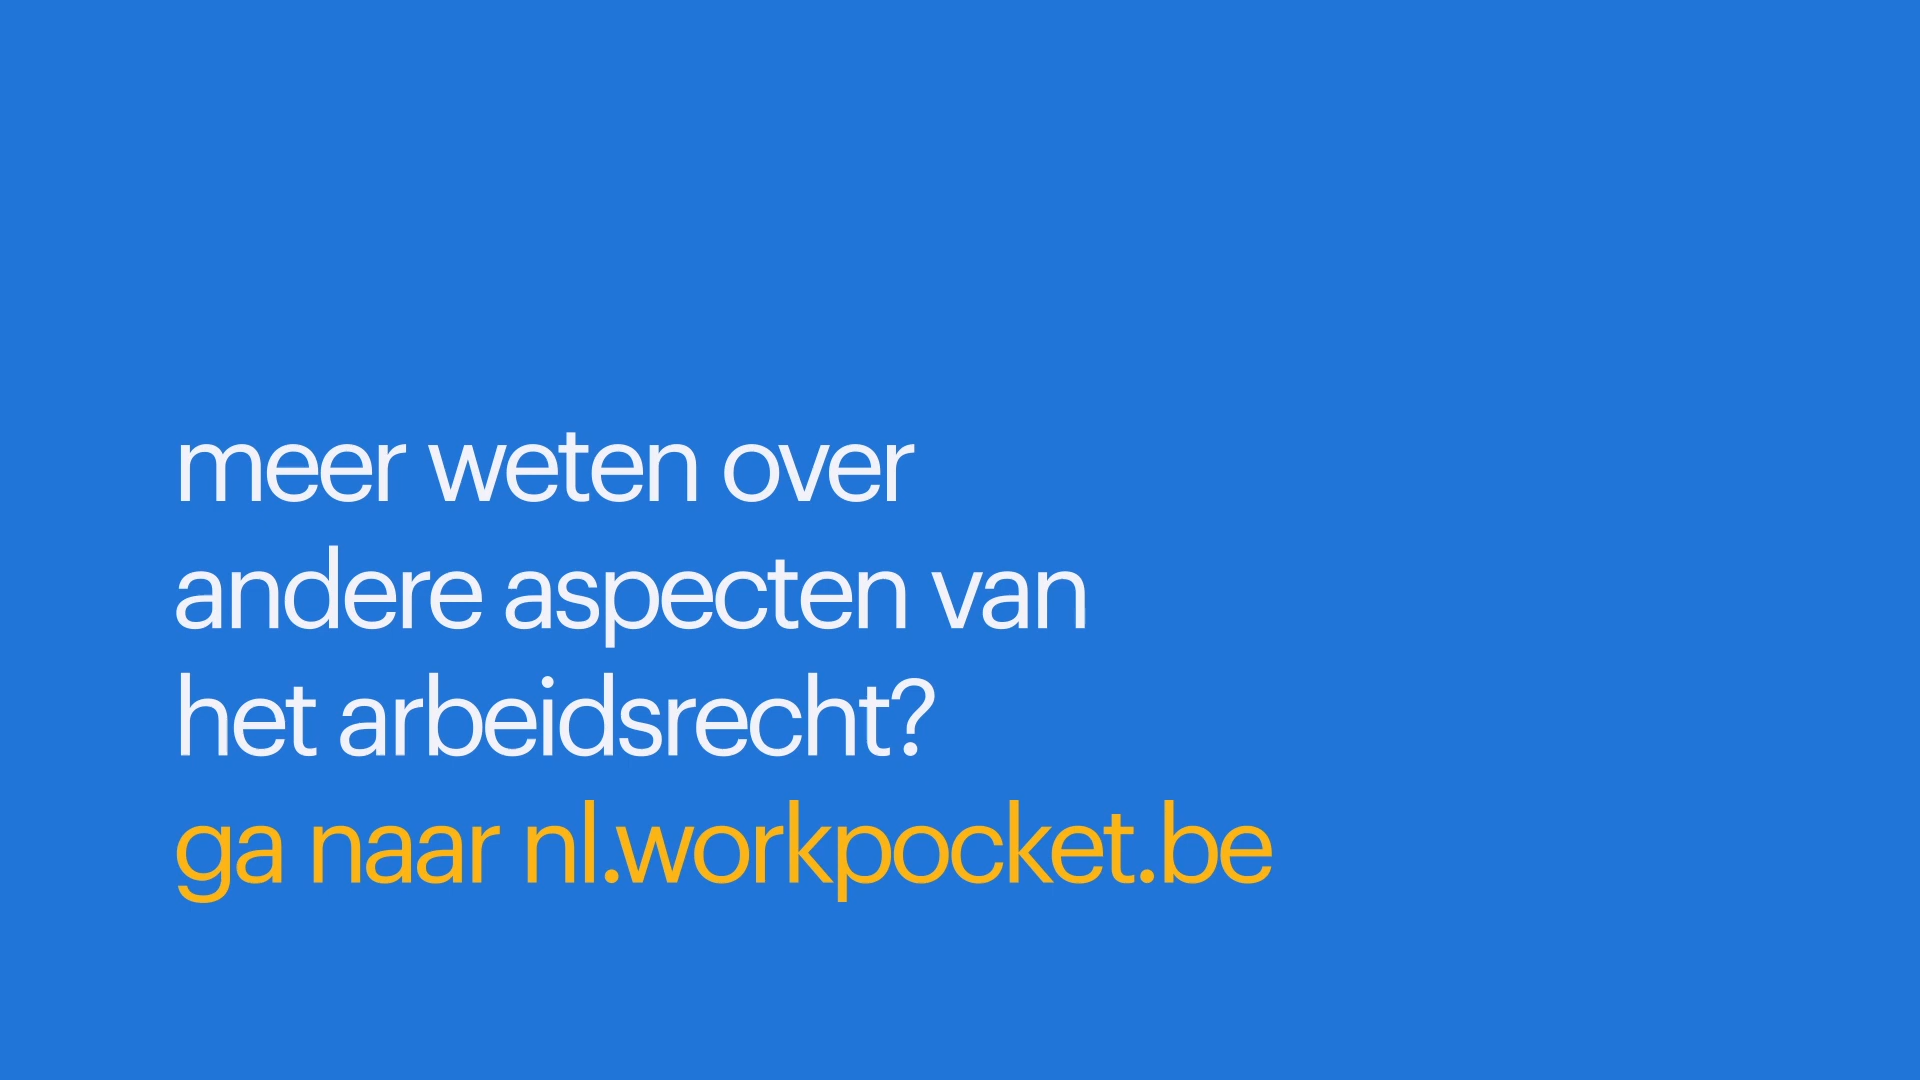 meer weten over
andere aspecten van
het arbeidsrecht?
ga naar nl.workpocket.be